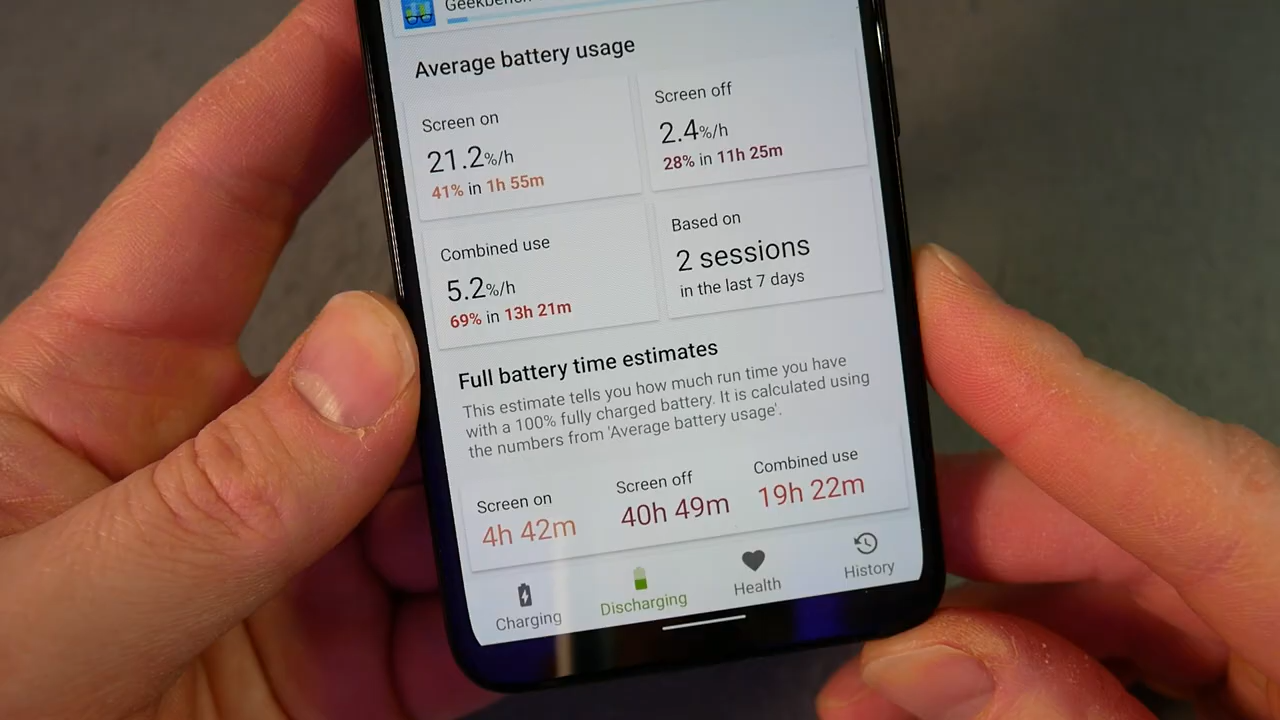 Geekbench
Average battery usage
Screen on
21.2%/h
41% in 1h 55m
Screen off
2.4%/h
28% in 11h 25m
Combined use
5.2%/h
69% in 13h 21m
Based on
2 sessions
in the last 7 days
Full battery time estimates
This estimate tells you how much run time you have
with a 100% fully charged battery. It is calculated using
the numbers from 'Average battery usage'.
Screen on
4h 42m
Screen off
40h 49m
Combined use
19h 22m
Charging
Discharging
Health
History